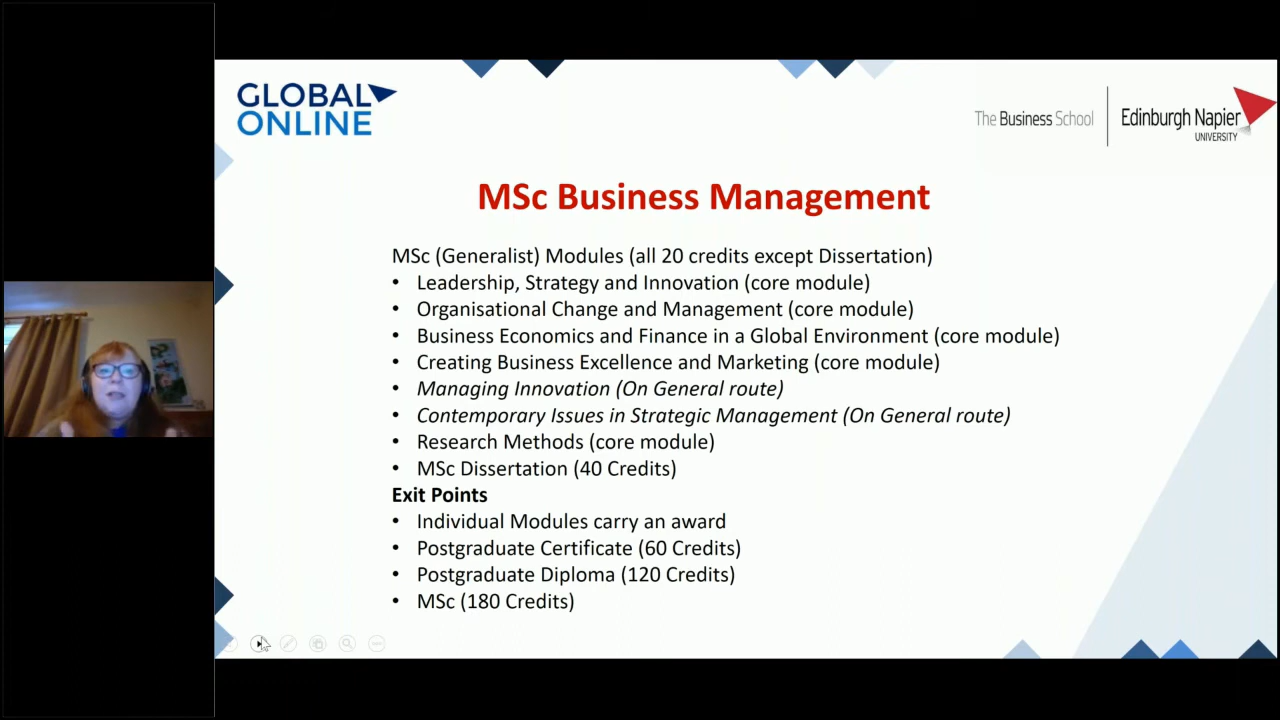 GLOBAL
ONLINE
The Business School
Edinburgh Napier
UNIVERSITY
MSc Business Management
MSc (Generalist) Modules (all 20 credits except Dissertation)
• Leadership, Strategy and Innovation (core module)
• Organisational Change and Management (core module)
• Business Economics and Finance in a Global Environment (core module)
• Creating Business Excellence and Marketing (core module)
• Managing Innovation (On General route)
• Contemporary Issues in Strategic Management (On General route)
• Research Methods (core module)
• MSc Dissertation (40 Credits)
Exit Points
• Individual Modules carry an award
• Postgraduate Certificate (60 Credits)
• Postgraduate Diploma (120 Credits)
• MSc (180 Credits)